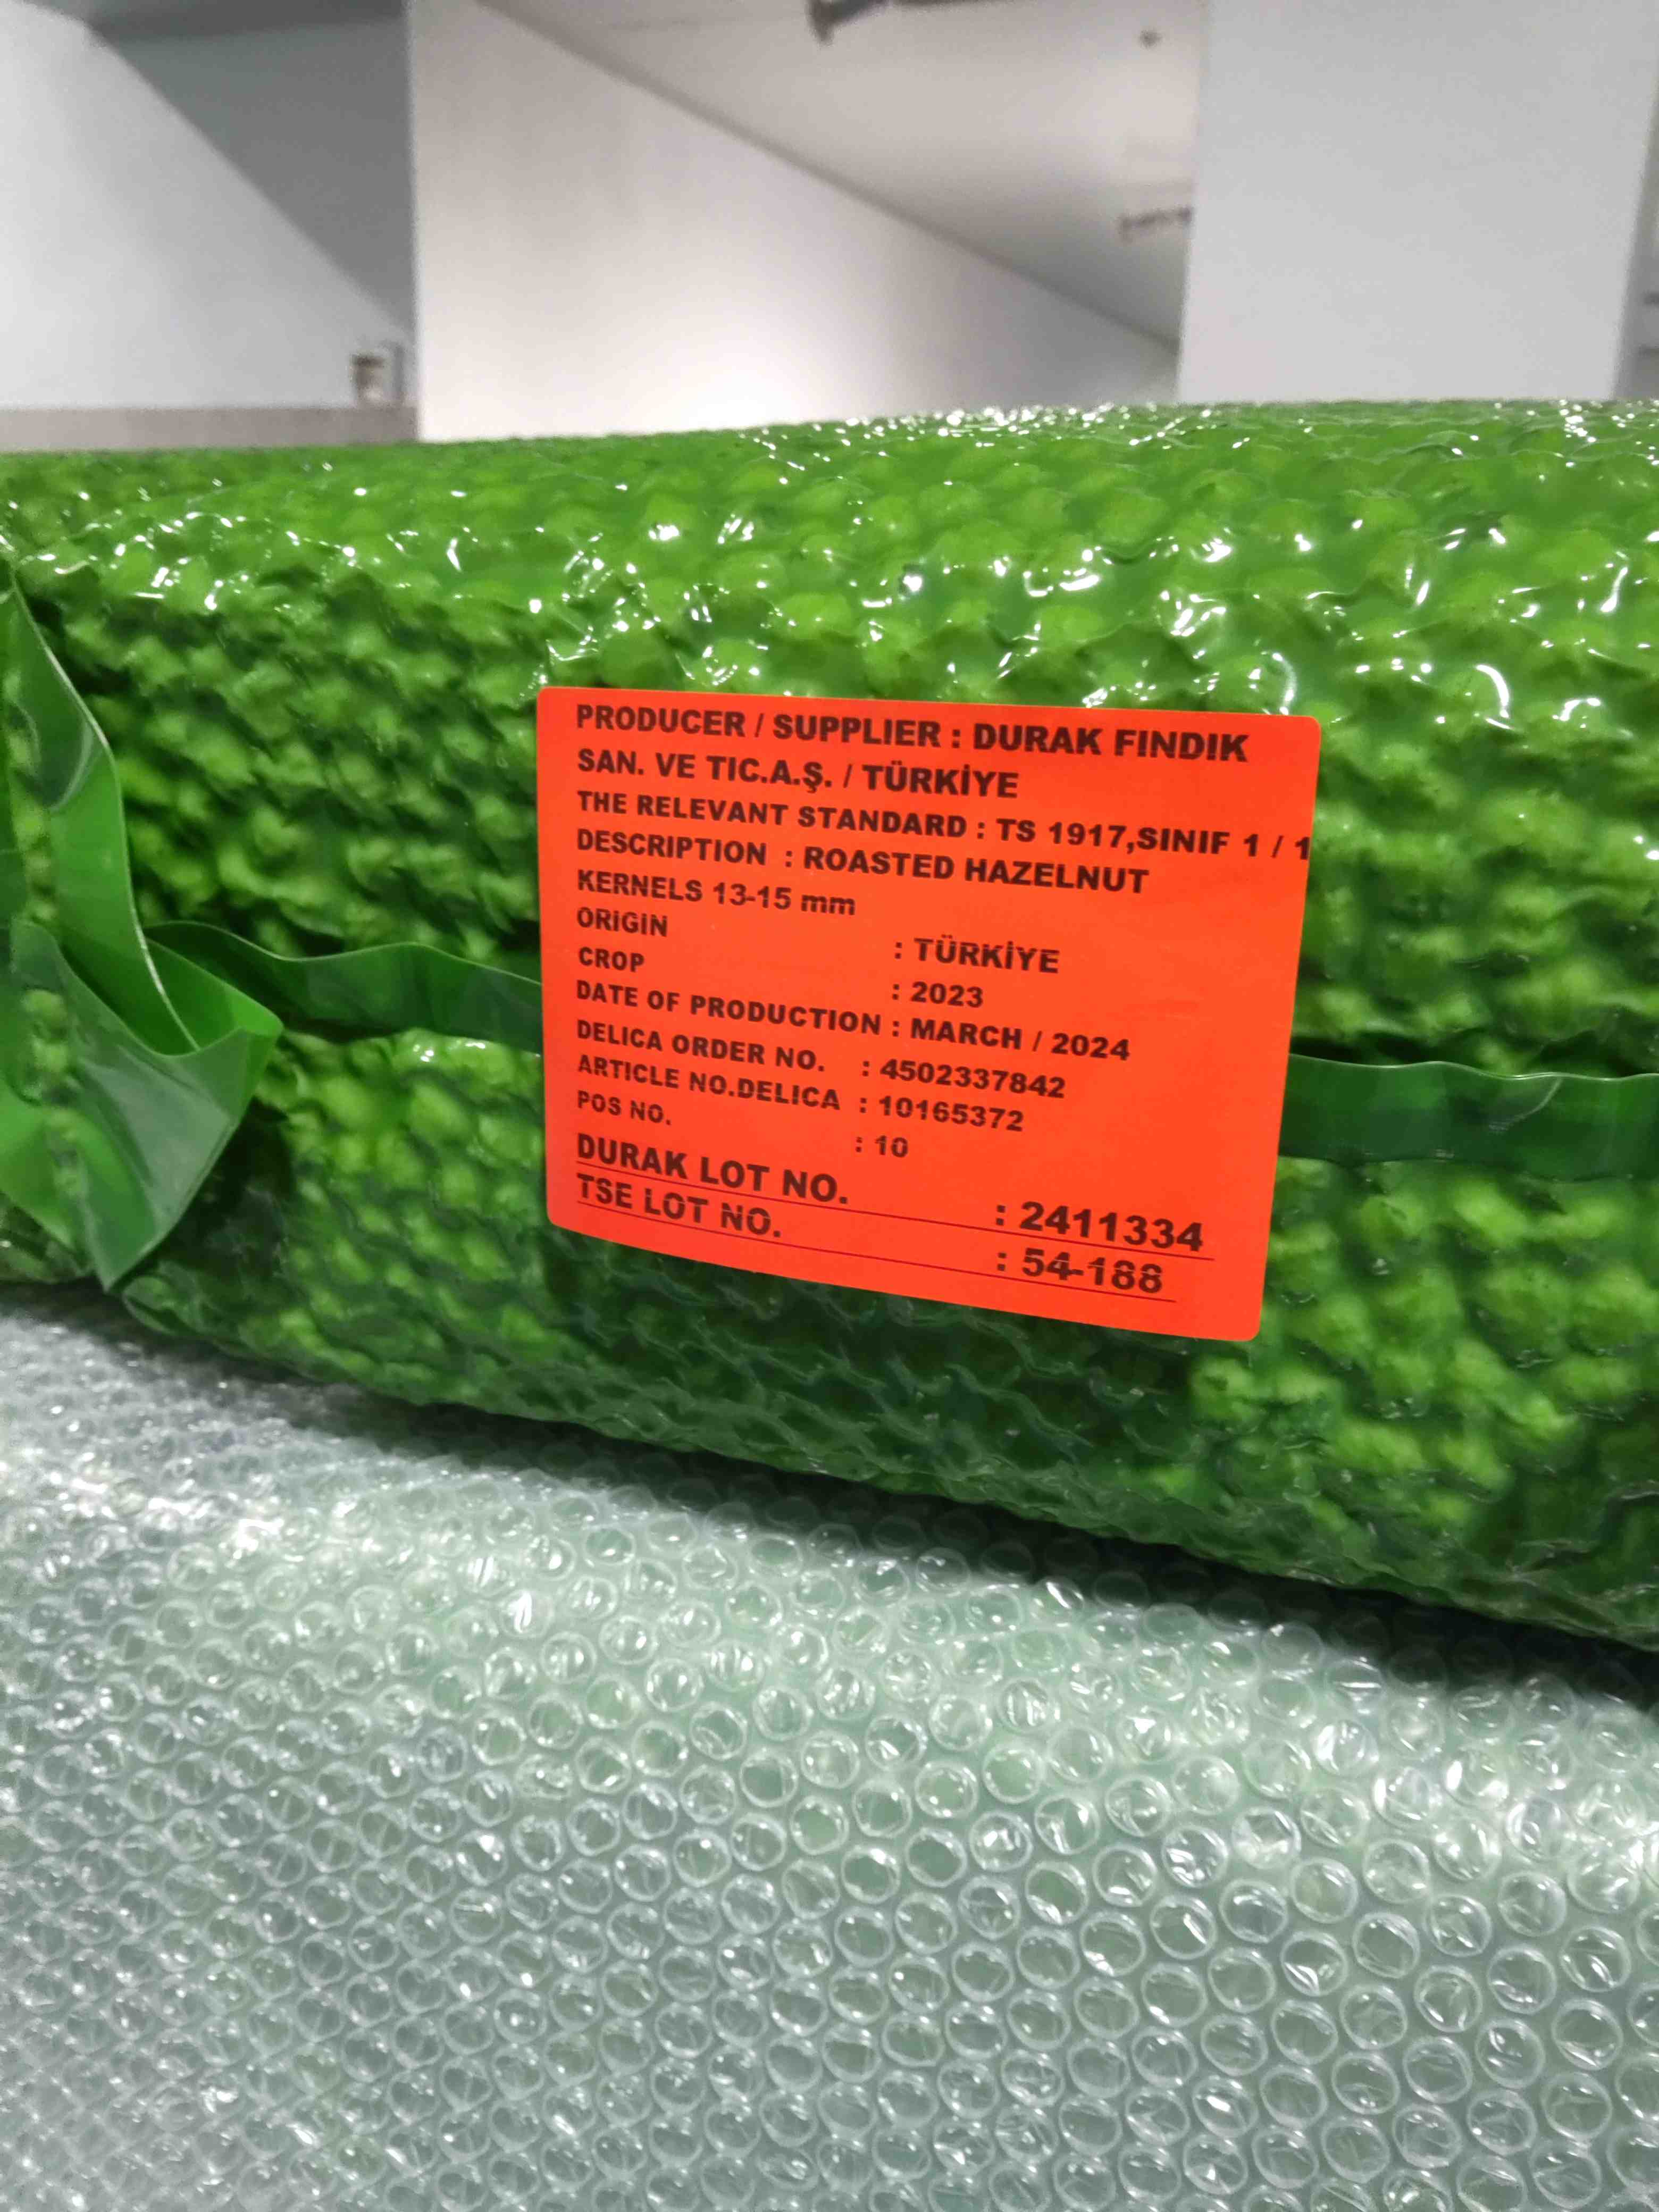 PRODUCER / SUPPLIER : DURAK FINDIK
SAN. VE TIC.A.Ş. / TÜRKİYE
THE RELEVANT STANDARD : TS 1917,SINIF 1 / 1
DESCRIPTION : ROASTED HAZELNUT
KERNELS 13-15 mm
ORİGİN : TÜRKİYE
CROP : 2023
DATE OF PRODUCTION : MARCH / 2024
DELICA ORDER NO. : 4502337842
ARTICLE NO.DELICA : 10165372
POS NO. : 10
DURAK LOT NO. : 2411334
TSE LOT NO. : 54-188